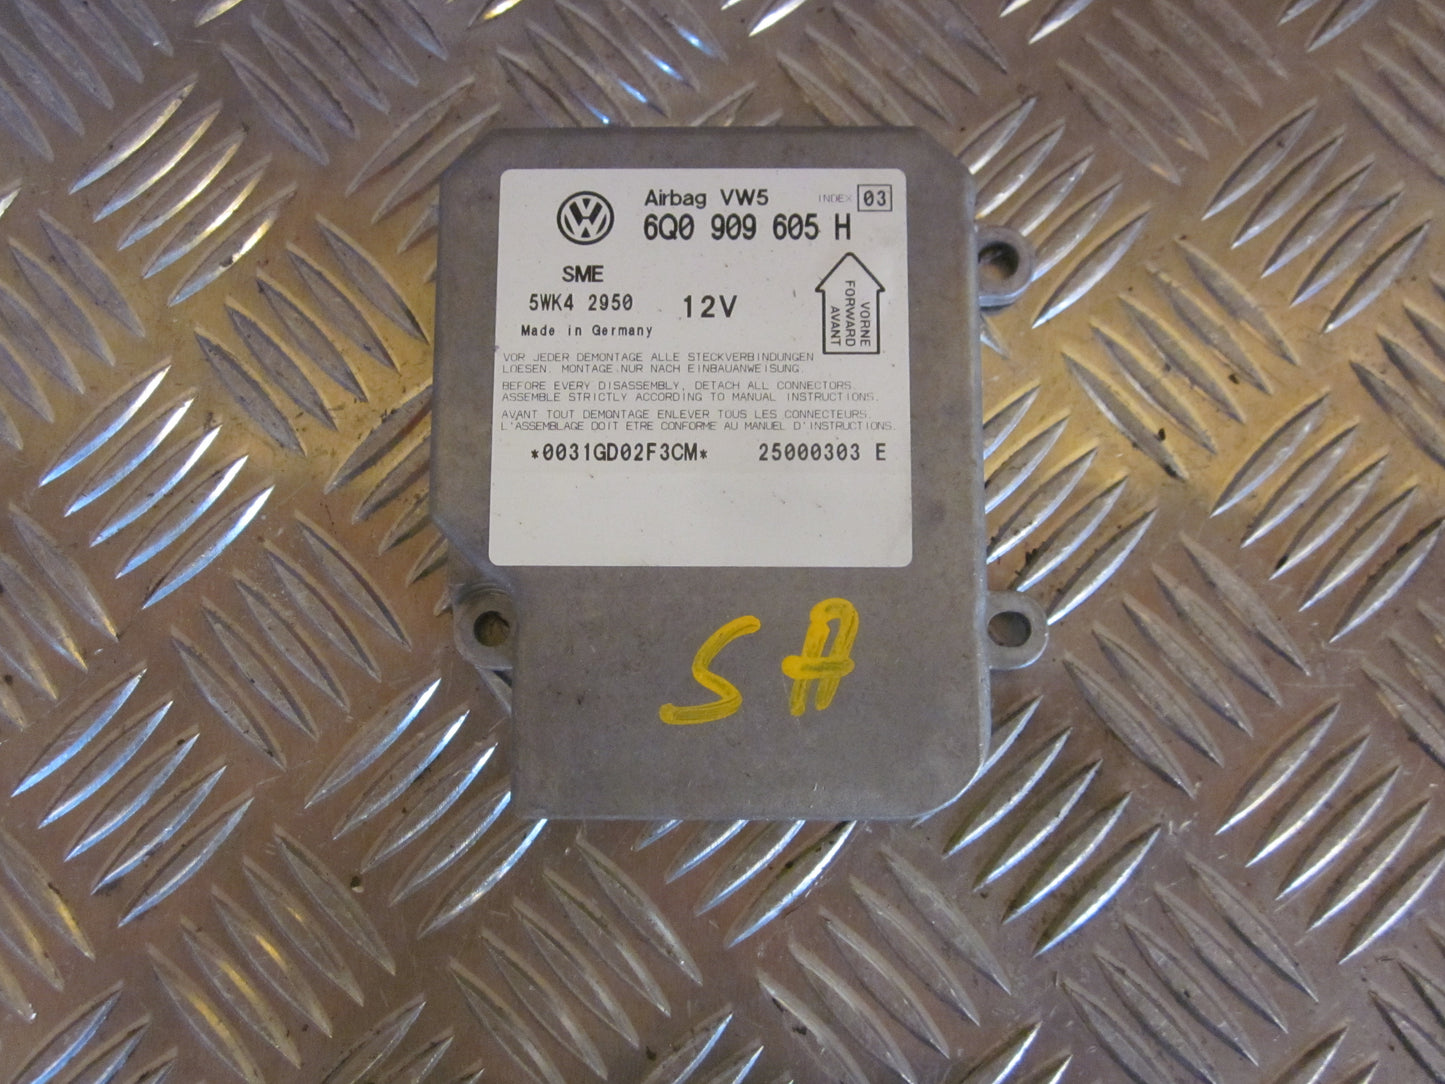 Airbag VW5 INDEX 03
6Q0 909 605 H
SME
5WK4 2950 12V
Made in Germany
VORNE
FORWARD
AVANT
VOR JEDER DEMONTAGE ALLE STECKVERBINDUNGEN
LOESEN. MONTAGE NUR NACH EINBAUANWEISUNG.
BEFORE EVERY DISASSEMBLY, DETACH ALL CONNECTORS.
ASSEMBLE STRICTLY ACCORDING TO MANUAL INSTRUCTIONS.
AVANT TOUT DEMONTAGE ENLEVER TOUS LES CONNECTEURS.
L'ASSEMBLAGE DOIT ETRE CONFORME AU MANUEL D'INSTRUCTIONS.
*0031GD02F3CM* 25000303 E
SA